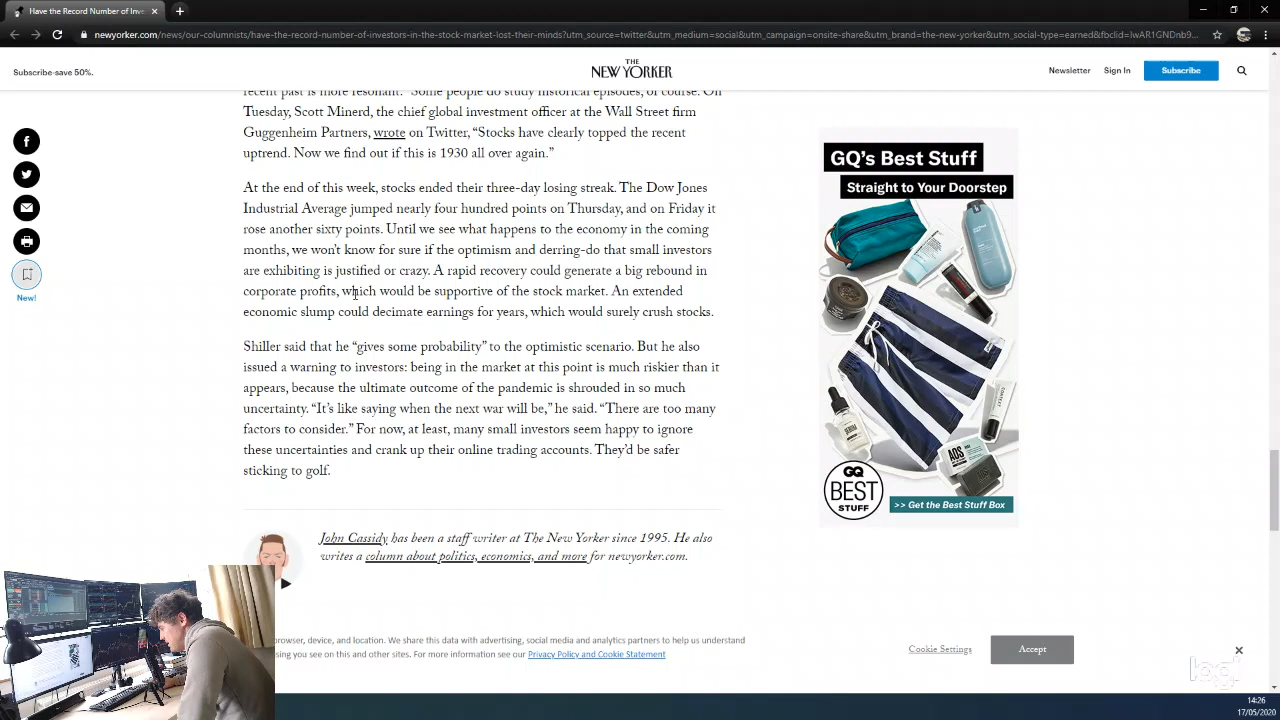 Have the Record Number of Inve
newyorker.com/news/our-columnists/have-the-record-number-of-investors-in-the-stock-market-lost-their-minds?utm_source=twitter&utm_medium=social&utm_campaign=onsite-share&utm_brand=the-new-yorker&utm_social-type=earned&fbclid=IwAR1GNDnb9...
Subscribe-save 50%.
THE
NEW YORKER
Newsletter
Sign In
Subscribe
recent past is more resonant." Some people do study historical episodes, of course. On
Tuesday, Scott Minerd, the chief global investment officer at the Wall Street firm
Guggenheim Partners, wrote on Twitter, “Stocks have clearly topped the recent
uptrend. Now we find out if this is 1930 all over again.”
At the end of this week, stocks ended their three-day losing streak. The Dow Jones
Industrial Average jumped nearly four hundred points on Thursday, and on Friday it
rose another sixty points. Until we see what happens to the economy in the coming
months, we won’t know for sure if the optimism and derring-do that small investors
are exhibiting is justified or crazy. A rapid recovery could generate a big rebound in
corporate profits, which would be supportive of the stock market. An extended
economic slump could decimate earnings for years, which would surely crush stocks.
Shiller said that he “gives some probability” to the optimistic scenario. But he also
issued a warning to investors: being in the market at this point is much riskier than it
appears, because the ultimate outcome of the pandemic is shrouded in so much
uncertainty. “It’s like saying when the next war will be,” he said. “There are too many
factors to consider.” For now, at least, many small investors seem happy to ignore
these uncertainties and crank up their online trading accounts. They’d be safer
sticking to golf.
New!
GQ's Best Stuff
Straight to Your Doorstep
GQ
BEST
STUFF
>> Get the Best Stuff Box
John Cassidy has been a staff writer at The New Yorker since 1995. He also
writes a column about politics, economics, and more for newyorker.com.
browser, device, and location. We share this data with advertising, social media and analytics partners to help us understand
sing you see on this and other sites. For more information see our Privacy Policy and Cookie Statement
Cookie Settings
Accept
14:26
17/05/2020